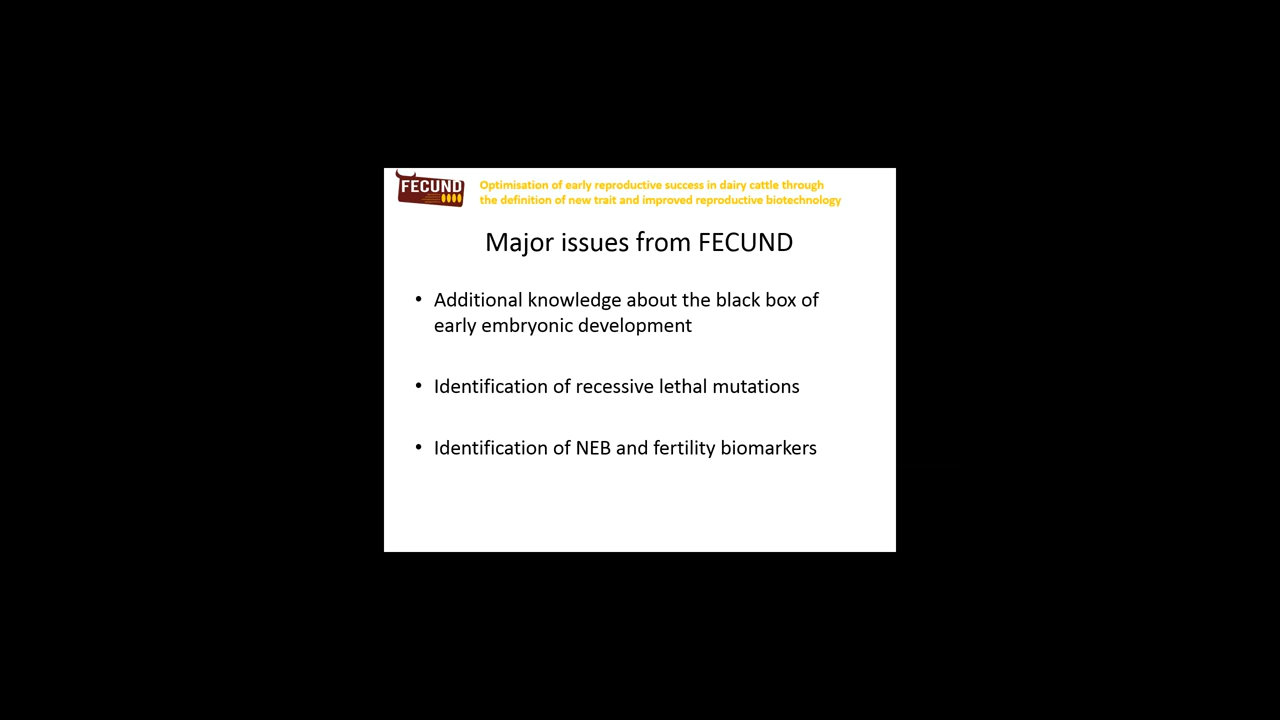 FECUND
Optimisation of early reproductive success in dairy cattle through
the definition of new trait and improved reproductive biotechnology
Major issues from FECUND
• Additional knowledge about the black box of
early embryonic development
• Identification of recessive lethal mutations
• Identification of NEB and fertility biomarkers